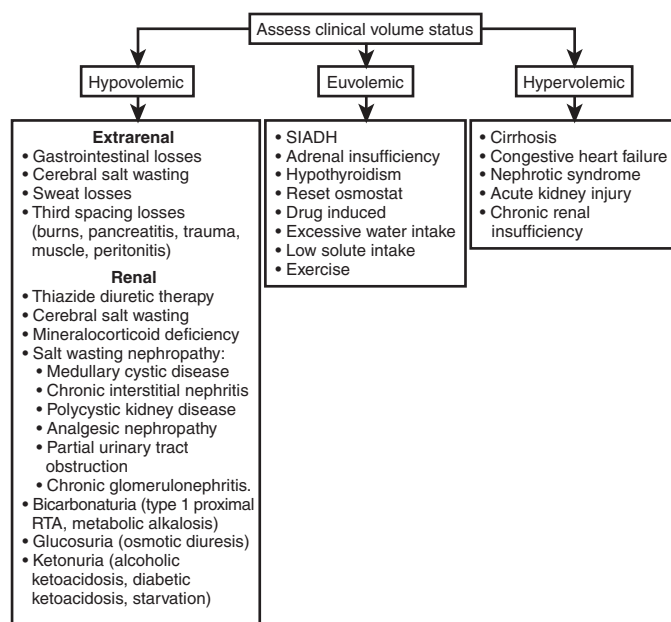 Assess clinical volume status
Hypovolemic
Euvolemic
Hypervolemic
Extrarenal
• Gastrointestinal losses
• Cerebral salt wasting
• Sweat losses
• Third spacing losses
(burns, pancreatitis, trauma,
muscle, peritonitis)
Renal
• Thiazide diuretic therapy
• Cerebral salt wasting
• Mineralocorticoid deficiency
• Salt wasting nephropathy:
• Medullary cystic disease
• Chronic interstitial nephritis
• Polycystic kidney disease
• Analgesic nephropathy
• Partial urinary tract
obstruction
• Chronic glomerulonephritis.
• Bicarbonaturia (type 1 proximal
RTA, metabolic alkalosis)
• Glucosuria (osmotic diuresis)
• Ketonuria (alcoholic
ketoacidosis, diabetic
ketoacidosis, starvation)
• SIADH
• Adrenal insufficiency
• Hypothyroidism
• Reset osmostat
• Drug induced
• Excessive water intake
• Low solute intake
• Exercise
• Cirrhosis
• Congestive heart failure
• Nephrotic syndrome
• Acute kidney injury
• Chronic renal
insufficiency